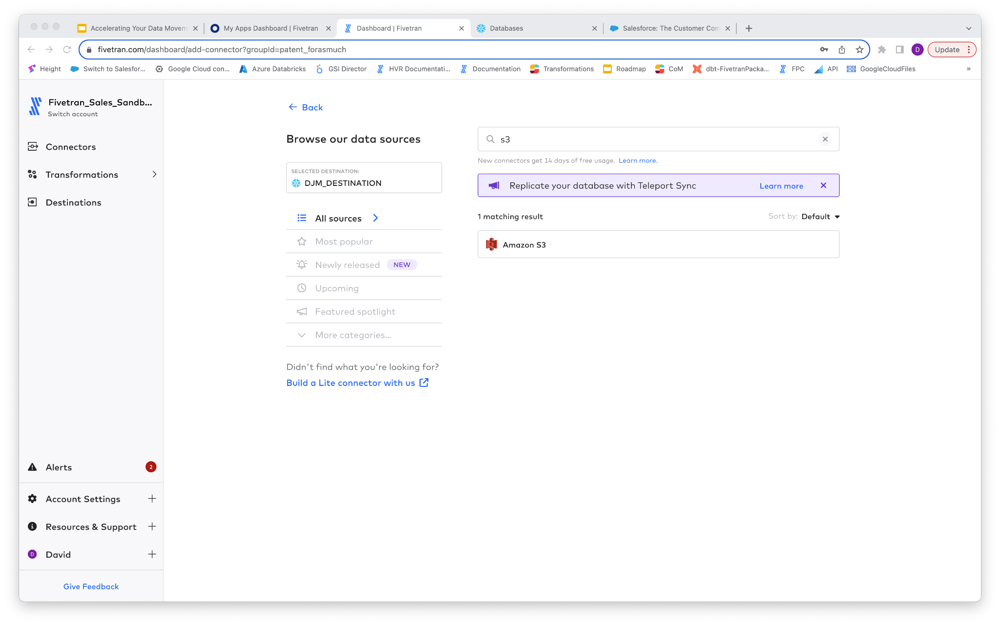 Accelerating Your Data Movem
My Apps Dashboard | Fivetran
Dashboard | Fivetran
Databases
Salesforce: The Customer Com
fivetran.com/dashboard/add-connector?groupId=patent_forasmuch
D
Update
Height
Switch to Salesfor...
Google Cloud con...
Azure Databricks
GSI Director
HVR Documentati...
Documentation
Transformations
Roadmap
CoM
dbt-FivetranPacka...
FPC
API
GoogleCloudFiles
»
Fivetran_Sales_Sandb...
Switch account
Connectors
Transformations
Destinations
Alerts
2
Account Settings
Resources & Support
D
David
Give Feedback
Back
Browse our data sources
SELECTED DESTINATION:
DJM_DESTINATION
All sources
Most popular
Newly released NEW
Upcoming
Featured spotlight
More categories...
Didn't find what you're looking for?
Build a Lite connector with us
s3
New connectors get 14 days of free usage. Learn more.
Replicate your database with Teleport Sync
Learn more
1 matching result
Sort by: Default
Amazon S3